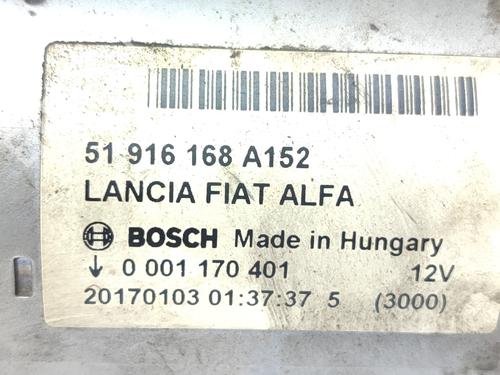 51 916 168 A152
LANCIA FIAT ALFA
BOSCH Made in Hungary
↓ 0 001 170 401 12V
20170103 01:37:37 5 (3000)